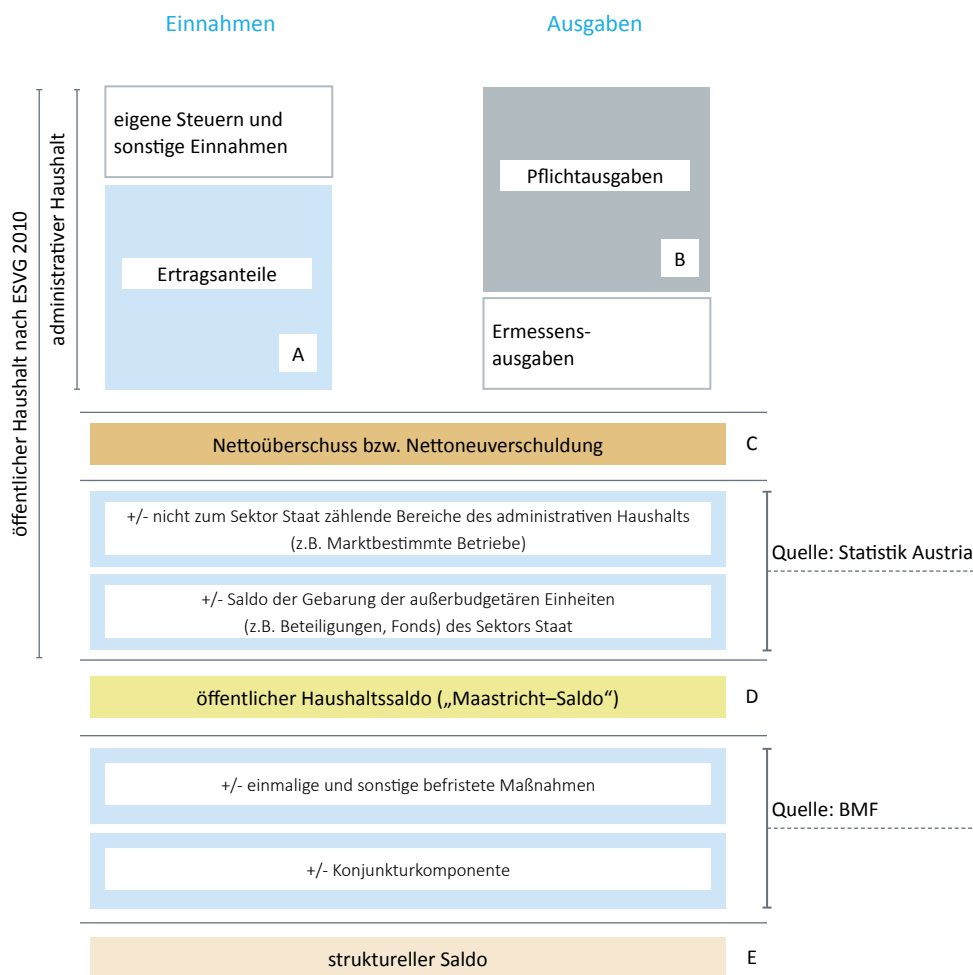 Einnahmen
Ausgaben
öffentlicher Haushalt nach ESVG 2010
administrativer Haushalt
eigene Steuern und
sonstige Einnahmen
Ertragsanteile
A
Pflichtausgaben
B
Ermessens-
ausgaben
Nettoüberschuss bzw. Nettoneuverschuldung
C
+/- nicht zum Sektor Staat zählende Bereiche des administrativen Haushalts
(z.B. Marktbestimmte Betriebe)
+/- Saldo der Gebarung der außerbudgetären Einheiten
(z.B. Beteiligungen, Fonds) des Sektors Staat
Quelle: Statistik Austria
öffentlicher Haushaltssaldo („Maastricht–Saldo“)
D
+/- einmalige und sonstige befristete Maßnahmen
+/- Konjunkturkomponente
Quelle: BMF
struktureller Saldo
E